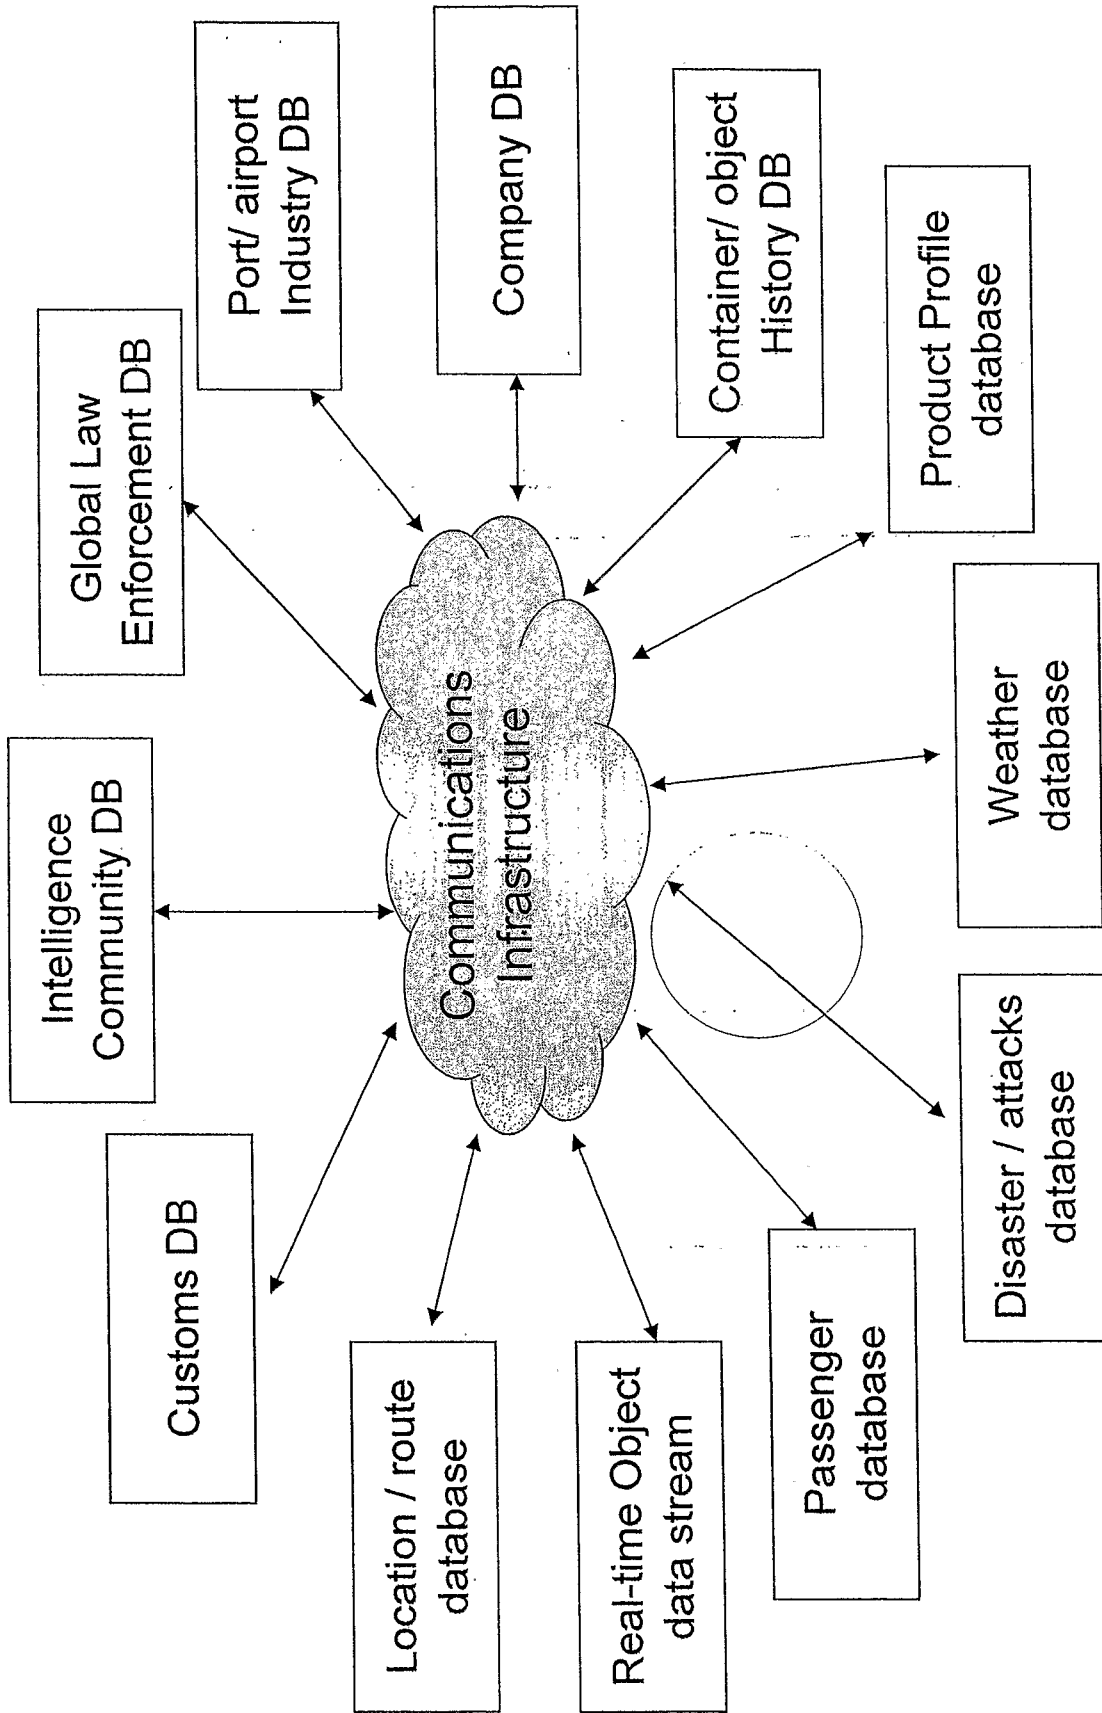 Intelligence
Community DB
Global Law
Enforcement DB
Customs DB
Port/ airport
Industry DB
Location / route
database
Communications
Infrastructure
Company DB
Real-time Object
data stream
Container/ object
History DB
Passenger
database
Product Profile
database
Disaster / attacks
database
Weather
database